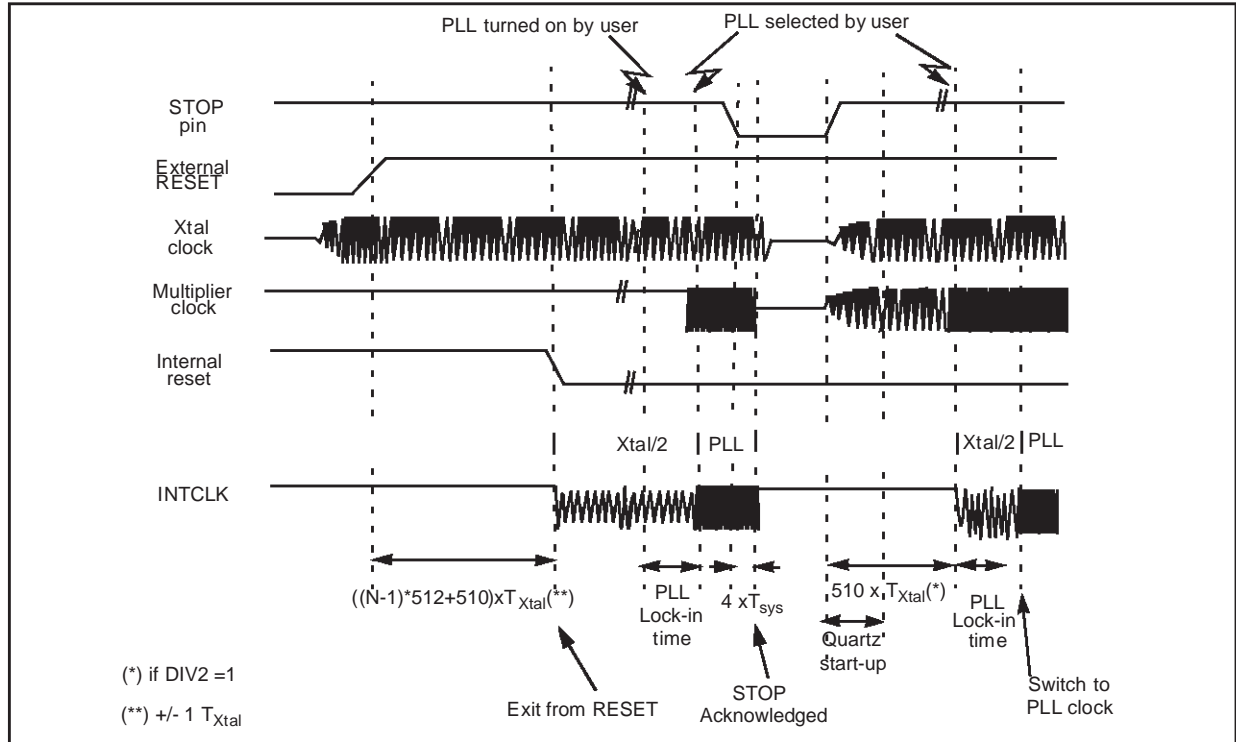 PLL turned on by user
PLL selected by user
STOP
pin
External
RESET
Xtal
clock
Multiplier
clock
Internal
reset
Xtal/2
PLL
Xtal/2
PLL
INTCLK
((N-1)*512+510)xTXtal(**)
PLL
Lock-in
time
4 xTsys
510 x TXtal(*)
Quartz
start-up
PLL
Lock-in
time
(*) if DIV2 =1
(**) +/- 1 TXtal
Exit from RESET
STOP
Acknowledged
Switch to
PLL clock